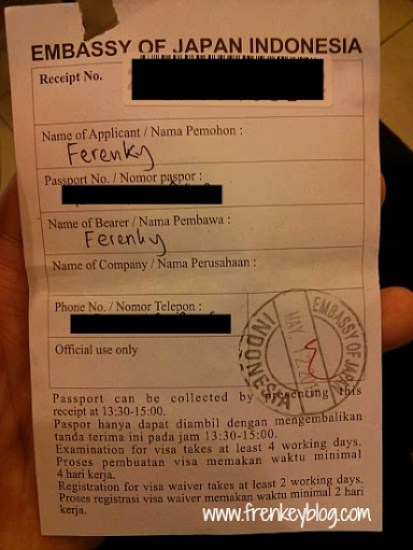 EMBASSY OF JAPAN INDONESIA
Receipt No.
Name of Applicant / Nama Pemohon :
Ferenky
Passport No. / Nomor paspor :
Name of Bearer / Nama Pembawa :
Ferenky
Name of Company / Nama Perusahaan :
Phone No. / Nomor Telepon :
Official use only
EMBASSY OF JAPAN
INDONESIA
MAY.
Passport can be collected by presenting this
receipt at 13:30-15:00.
Paspor hanya dapat diambil dengan mengembalikan
tanda terima ini pada jam 13:30-15:00.
Examination for visa takes at least 4 working days.
Proses pembuatan visa memakan waktu minimal
4 hari kerja.
Registration for visa waiver takes at least 2 working days.
Proses registrasi visa waiver memakan waktu minimal 2 hari
kerja.
www.frenkeyblog.com